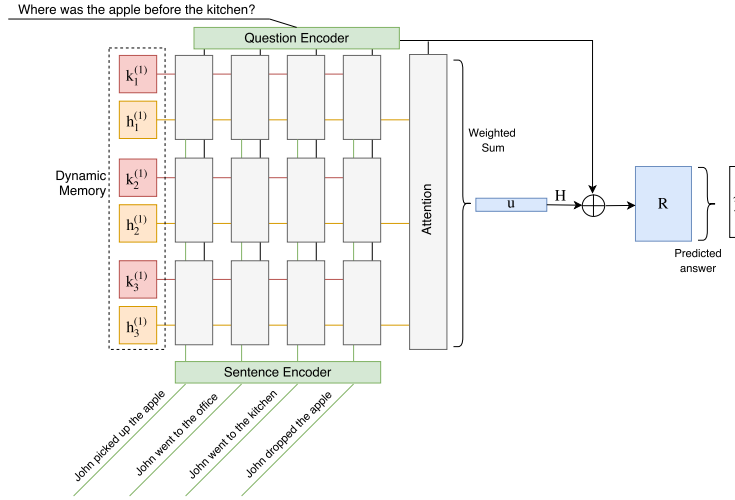 Where was the apple before the kitchen?
Question Encoder
k₁⁽¹⁾
h₁⁽¹⁾
Dynamic
Memory
k₂⁽¹⁾
h₂⁽¹⁾
k₃⁽¹⁾
h₃⁽¹⁾
Attention
Weighted
Sum
u
H
R
Predicted
answer
Sentence Encoder
John picked up the apple
John went to the office
John went to the kitchen
John dropped the apple